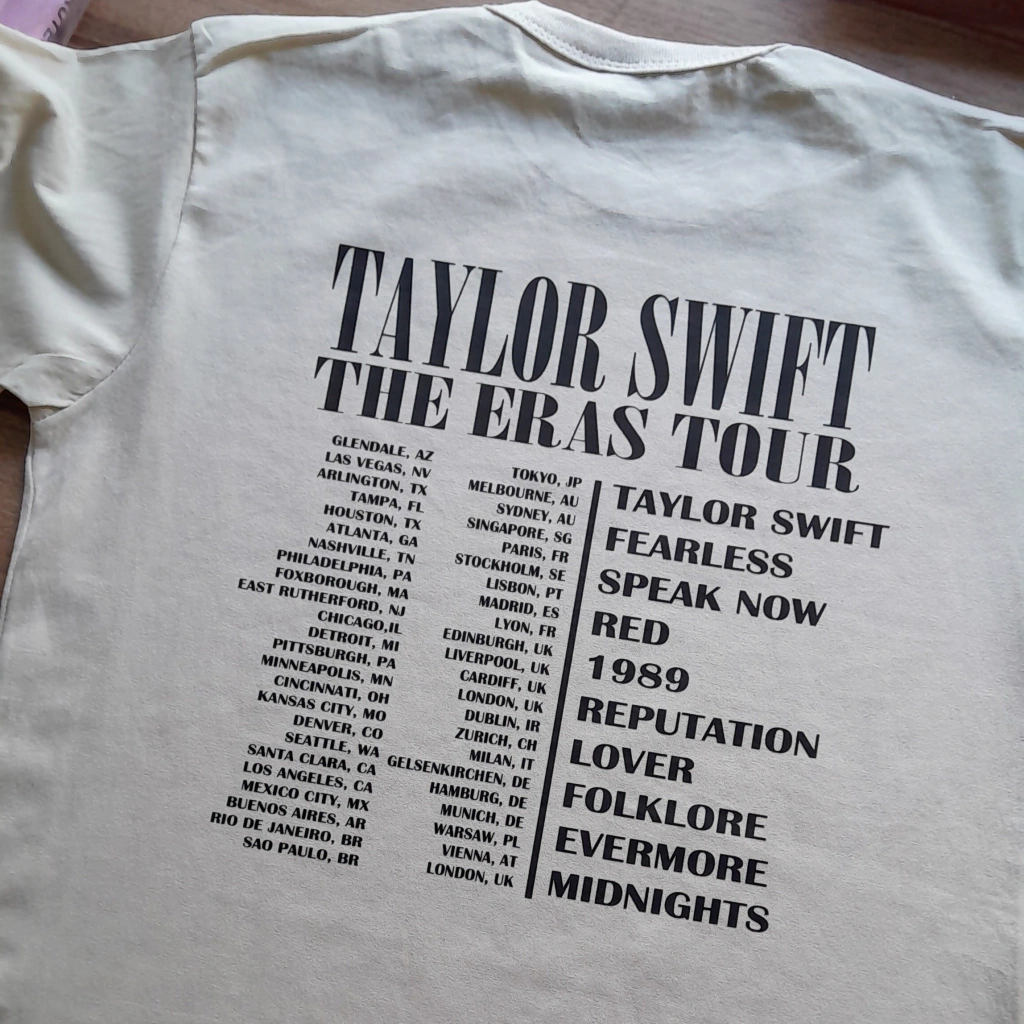 TAYLOR SWIFT
THE ERAS TOUR
GLENDALE, AZ
LAS VEGAS, NV
ARLINGTON, TX
TAMPA, FL
HOUSTON, TX
ATLANTA, GA
NASHVILLE, TN
PHILADELPHIA, PA
FOXBOROUGH, MA
EAST RUTHERFORD, NJ
CHICAGO,IL
DETROIT, MI
PITTSBURGH, PA
MINNEAPOLIS, MN
CINCINNATI, OH
KANSAS CITY, MO
DENVER, CO
SEATTLE, WA
SANTA CLARA, CA
LOS ANGELES, CA
MEXICO CITY, MX
BUENOS AIRES, AR
RIO DE JANEIRO, BR
SAO PAULO, BR
TOKYO, JP
MELBOURNE, AU
SYDNEY, AU
SINGAPORE, SG
PARIS, FR
STOCKHOLM, SE
LISBON, PT
MADRID, ES
LYON, FR
EDINBURGH, UK
LIVERPOOL, UK
CARDIFF, UK
LONDON, UK
DUBLIN, IR
ZURICH, CH
MILAN, IT
GELSENKIRCHEN, DE
HAMBURG, DE
MUNICH, DE
WARSAW, PL
VIENNA, AT
LONDON, UK
TAYLOR SWIFT
FEARLESS
SPEAK NOW
RED
1989
REPUTATION
LOVER
FOLKLORE
EVERMORE
MIDNIGHTS